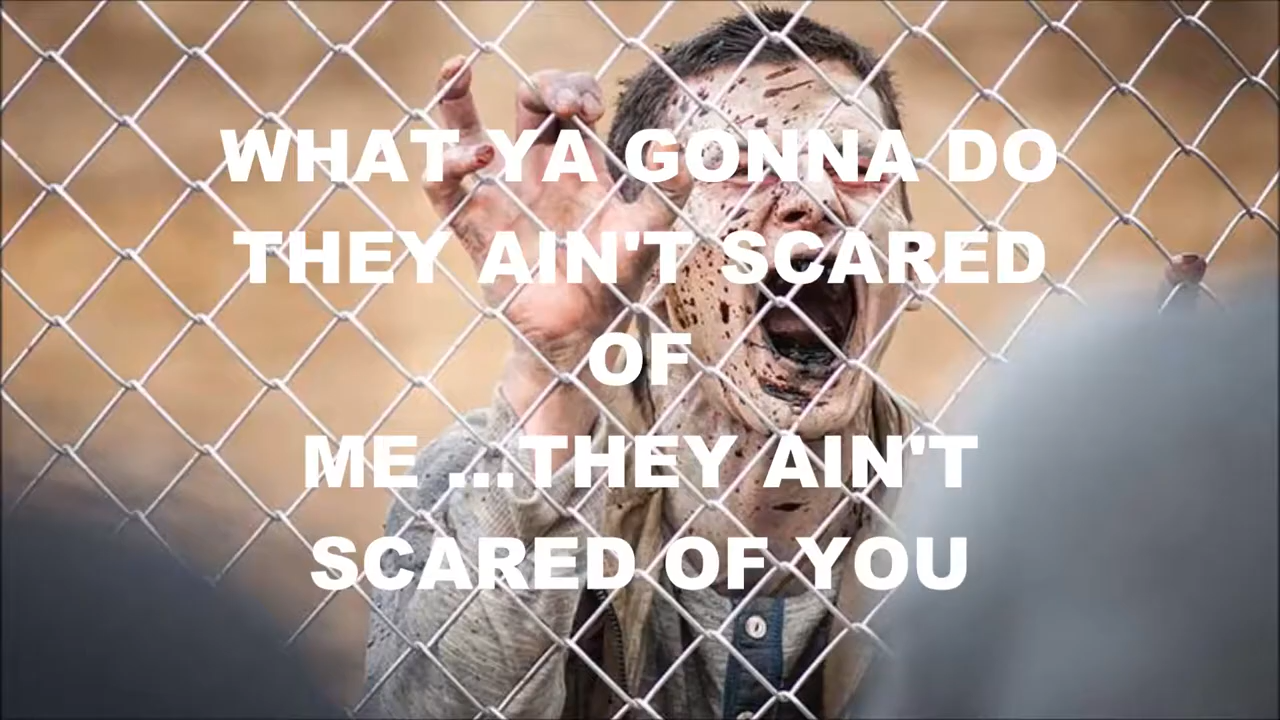 WHAT YA GONNA DO
THEY AIN'T SCARED
OF
ME ...THEY AIN'T
SCARED OF YOU